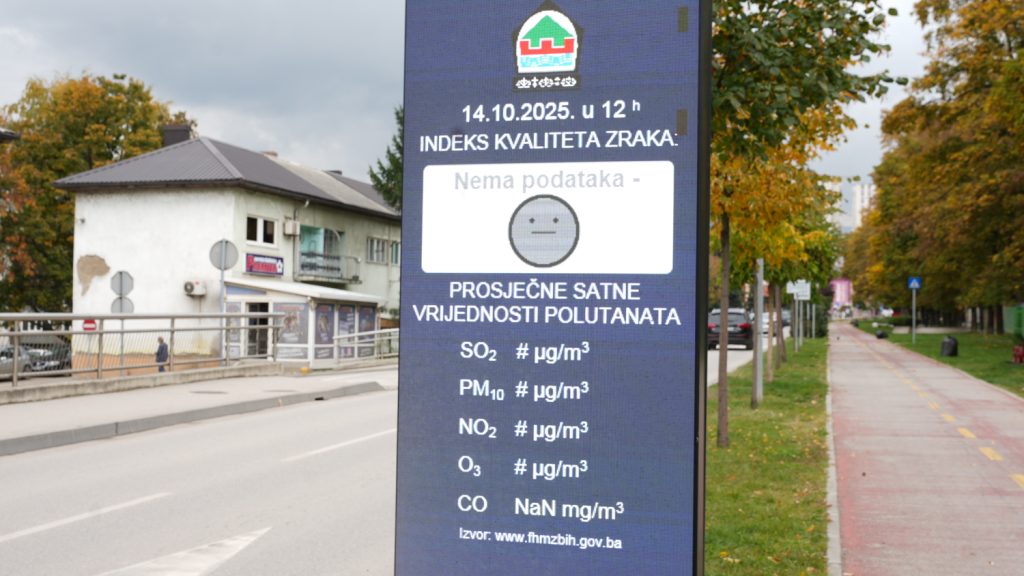 14.10.2025. u 12 h
INDEKS KVALITETA ZRAKA:
Nema podataka -
PROSJEČNE SATNE
VRIJEDNOSTI POLUTANATA
SO₂ # µg/m³
PM₁₀ # µg/m³
NO₂ # µg/m³
O₃ # µg/m³
CO NaN mg/m³
Izvor: www.fhmzbih.gov.ba